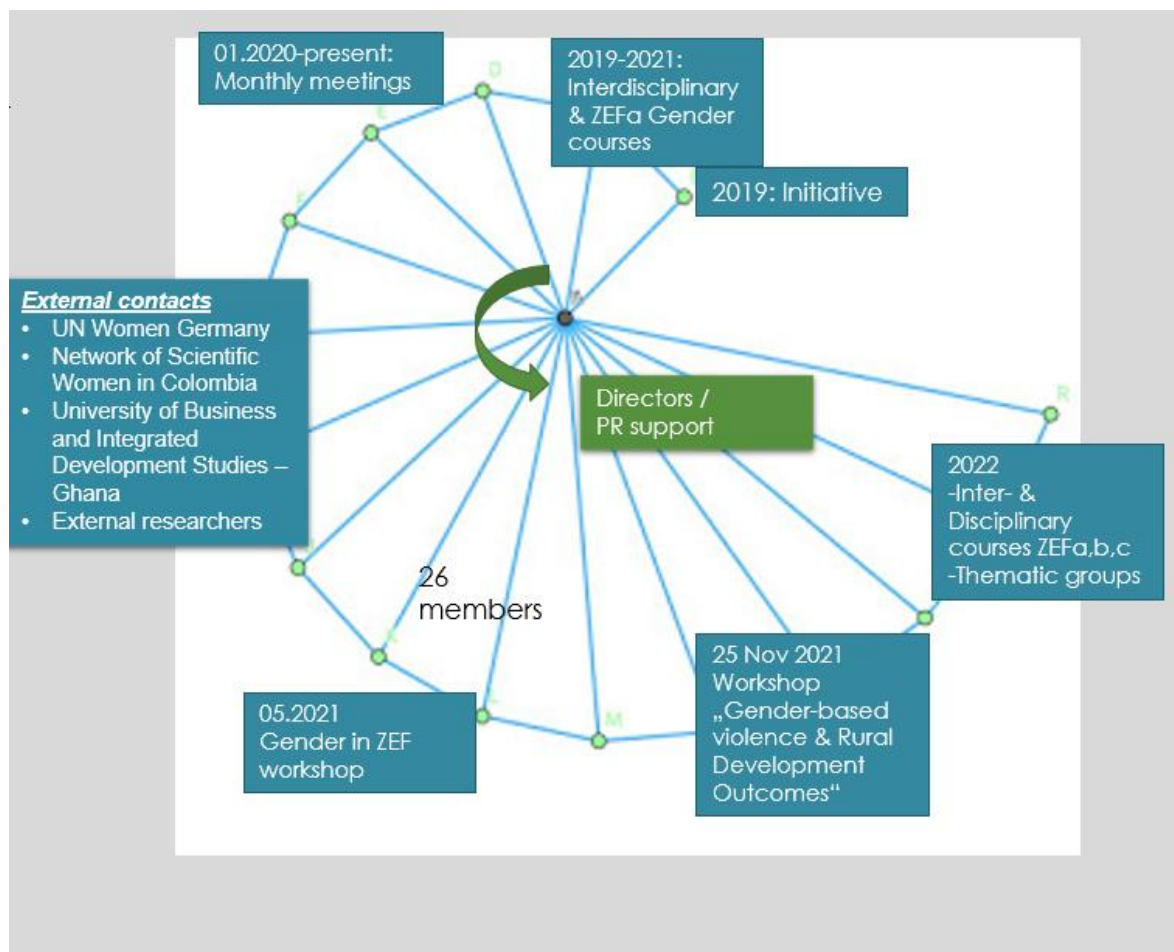 01.2020-present:
Monthly meetings
2019-2021:
Interdisciplinary
& ZEFa Gender
courses
2019: Initiative
D
E
F
External contacts
• UN Women Germany
• Network of Scientific
Women in Colombia
• University of Business
and Integrated
Development Studies –
Ghana
• External researchers
Directors /
PR support
R
2022
-Inter- &
Disciplinary
courses ZEFa,b,c
-Thematic groups
26
members
K
L
M
05.2021
Gender in ZEF
workshop
25 Nov 2021
Workshop
„Gender-based
violence & Rural
Development
Outcomes“